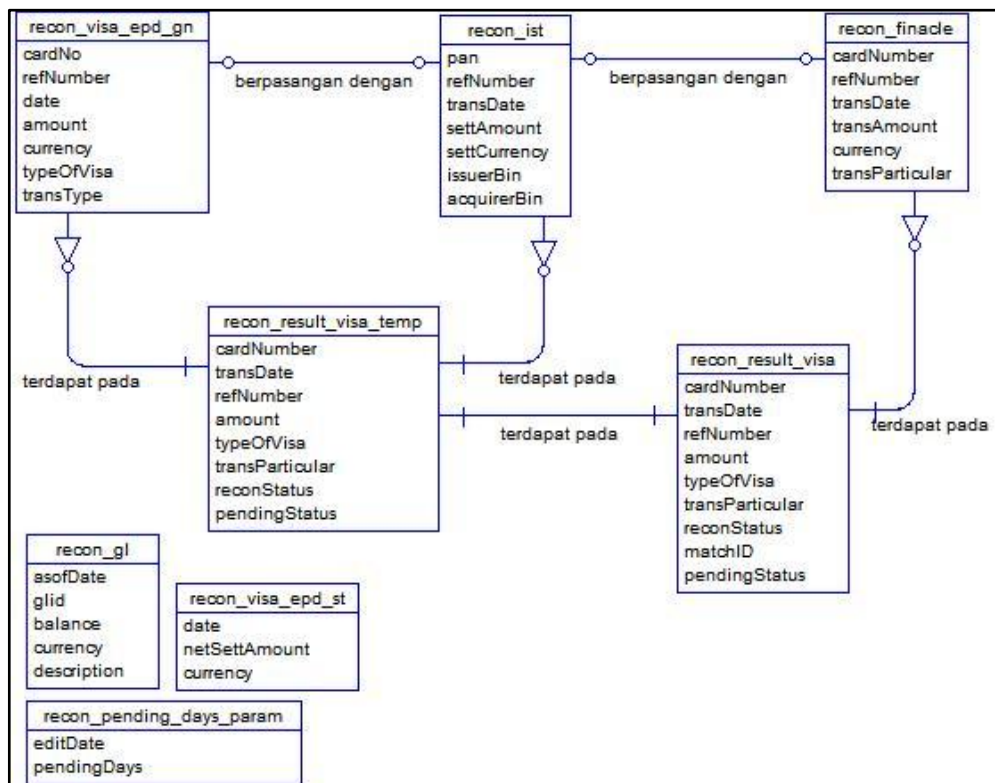 recon_visa_epd_gn
cardNo
refNumber
date
amount
currency
typeOfVisa
transType
berpasangan dengan
recon_ist
pan
refNumber
transDate
settAmount
settCurrency
issuerBin
acquirerBin
berpasangan dengan
recon_finacle
cardNumber
refNumber
transDate
transAmount
currency
transParticular
terdapat pada
recon_result_visa_temp
cardNumber
transDate
refNumber
amount
typeOfVisa
transParticular
reconStatus
pendingStatus
terdapat pada
terdapat pada
recon_result_visa
cardNumber
transDate
refNumber
amount
typeOfVisa
transParticular
reconStatus
matchID
pendingStatus
terdapat pada
recon_gl
asofDate
glid
balance
currency
description
recon_visa_epd_st
date
netSettAmount
currency
recon_pending_days_param
editDate
pendingDays